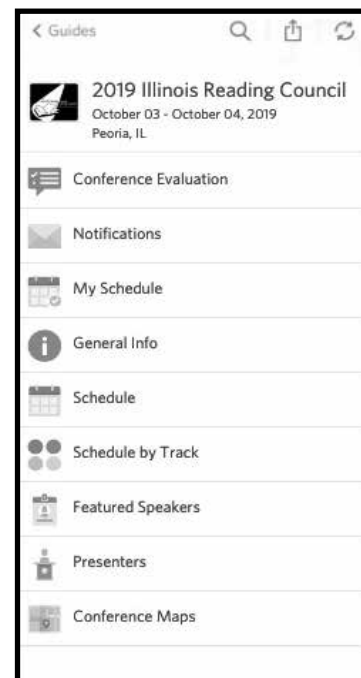 Guides
2019 Illinois Reading Council
October 03 - October 04, 2019
Peoria, IL
Conference Evaluation
Notifications
My Schedule
General Info
Schedule
Schedule by Track
Featured Speakers
Presenters
Conference Maps